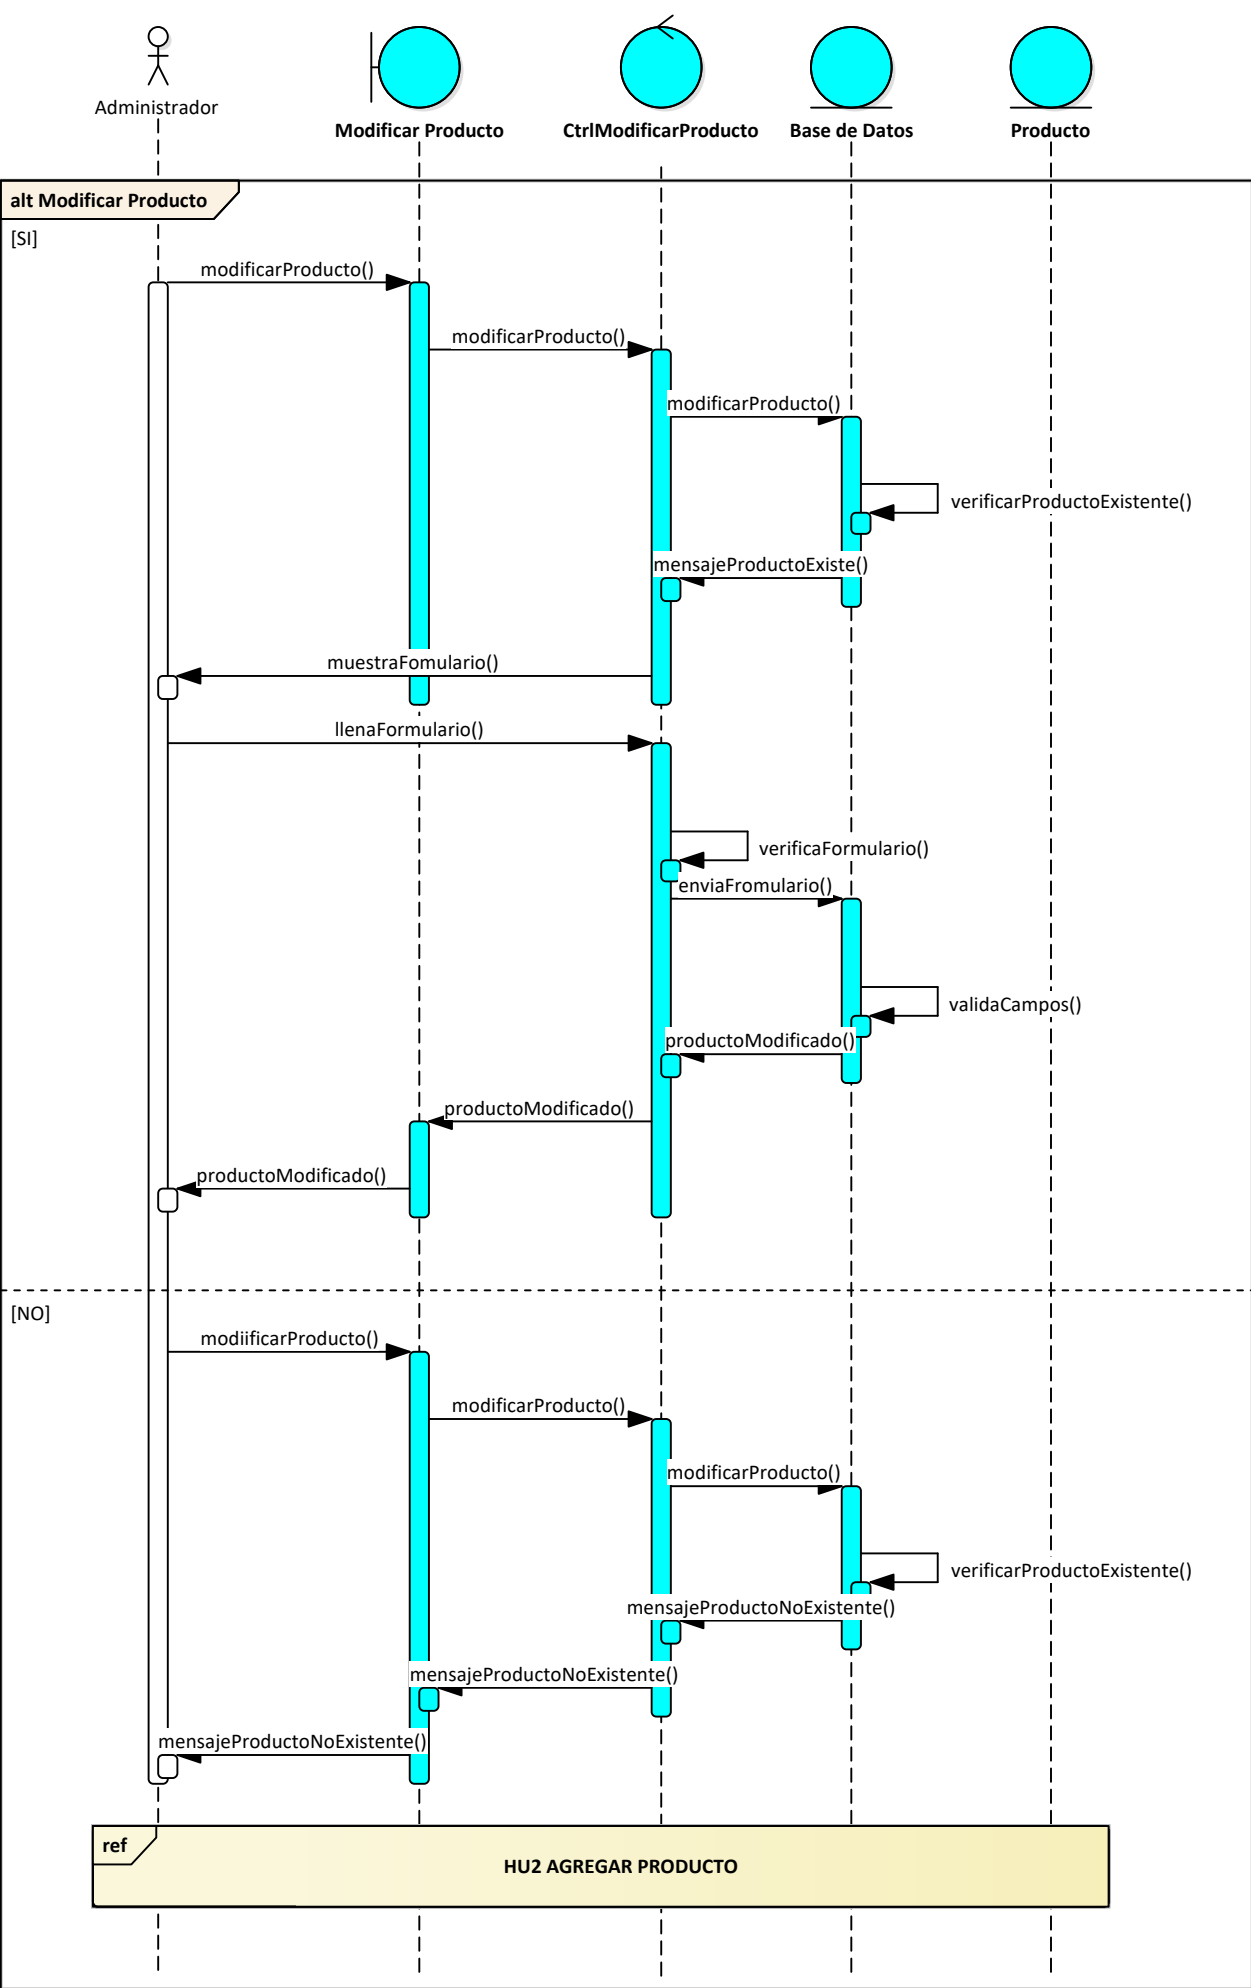 Administrador
Modificar Producto
CtrlModificarProducto
Base de Datos
Producto
alt Modificar Producto
[SI]
modificarProducto()
modificarProducto()
modificarProducto()
verificarProductoExistente()
mensajeProductoExiste()
muestraFomulario()
llenaFormulario()
verificaFormulario()
enviaFromulario()
validaCampos()
productoModificado()
productoModificado()
productoModificado()
[NO]
modiificarProducto()
modificarProducto()
modificarProducto()
verificarProductoExistente()
mensajeProductoNoExistente()
mensajeProductoNoExistente()
mensajeProductoNoExistente()
ref
HU2 AGREGAR PRODUCTO